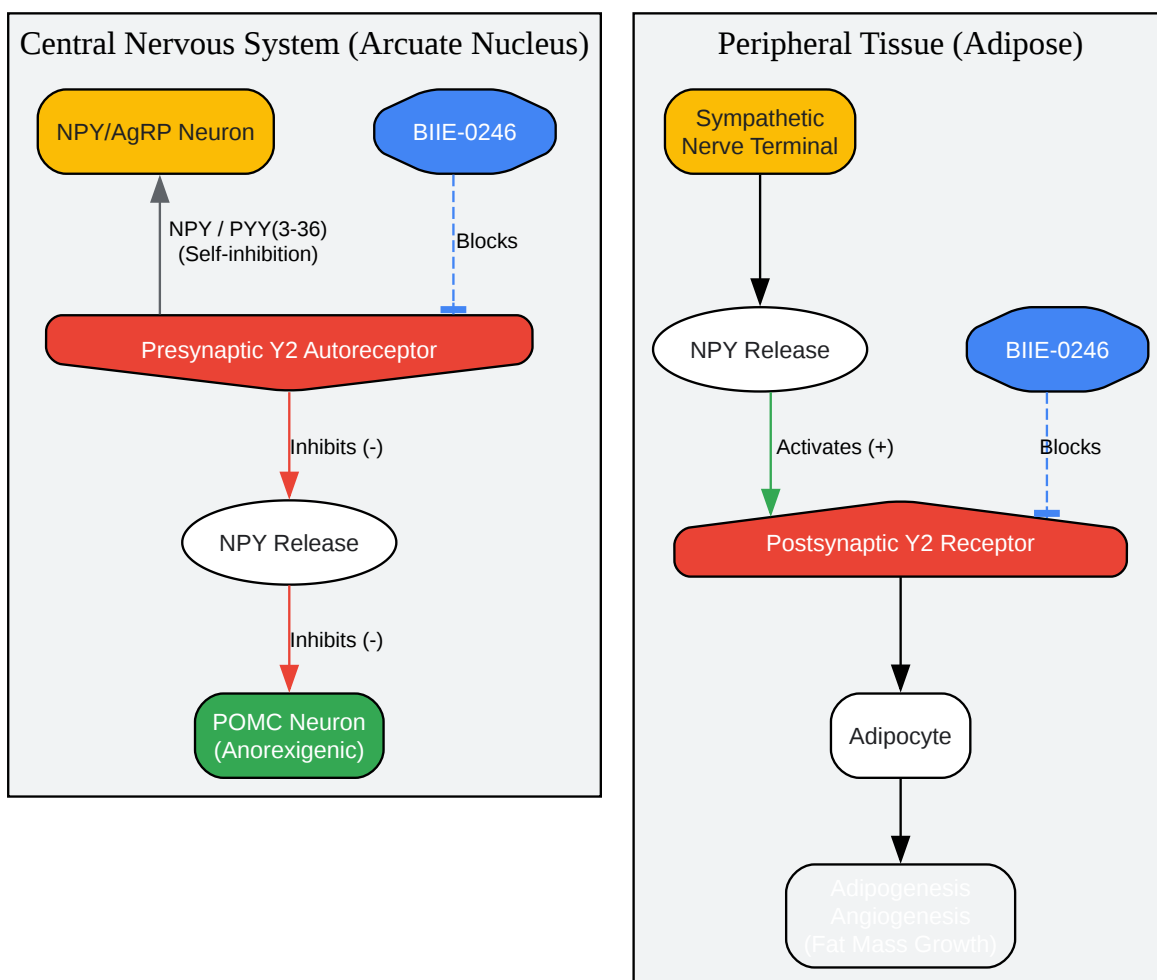 Central Nervous System (Arcuate Nucleus)
NPY/AgRP Neuron
BIIE-0246
NPY / PYY(3-36)
(Self-inhibition)
Blocks
Presynaptic Y2 Autoreceptor
Inhibits (-)
NPY Release
Inhibits (-)
POMC Neuron
(Anorexigenic)
Peripheral Tissue (Adipose)
Sympathetic
Nerve Terminal
NPY Release
BIIE-0246
Activates (+)
Blocks
Postsynaptic Y2 Receptor
Adipocyte
Adipogenesis
Angiogenesis
(Fat Mass Growth)